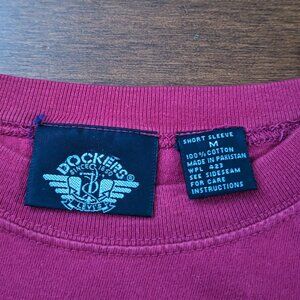 DOCKERS
®
LEVI'S
SHORT SLEEVE
M
100% COTTON
MADE IN PAKISTAN
WPL 423
SEE SIDESEAM
FOR CARE
INSTRUCTIONS